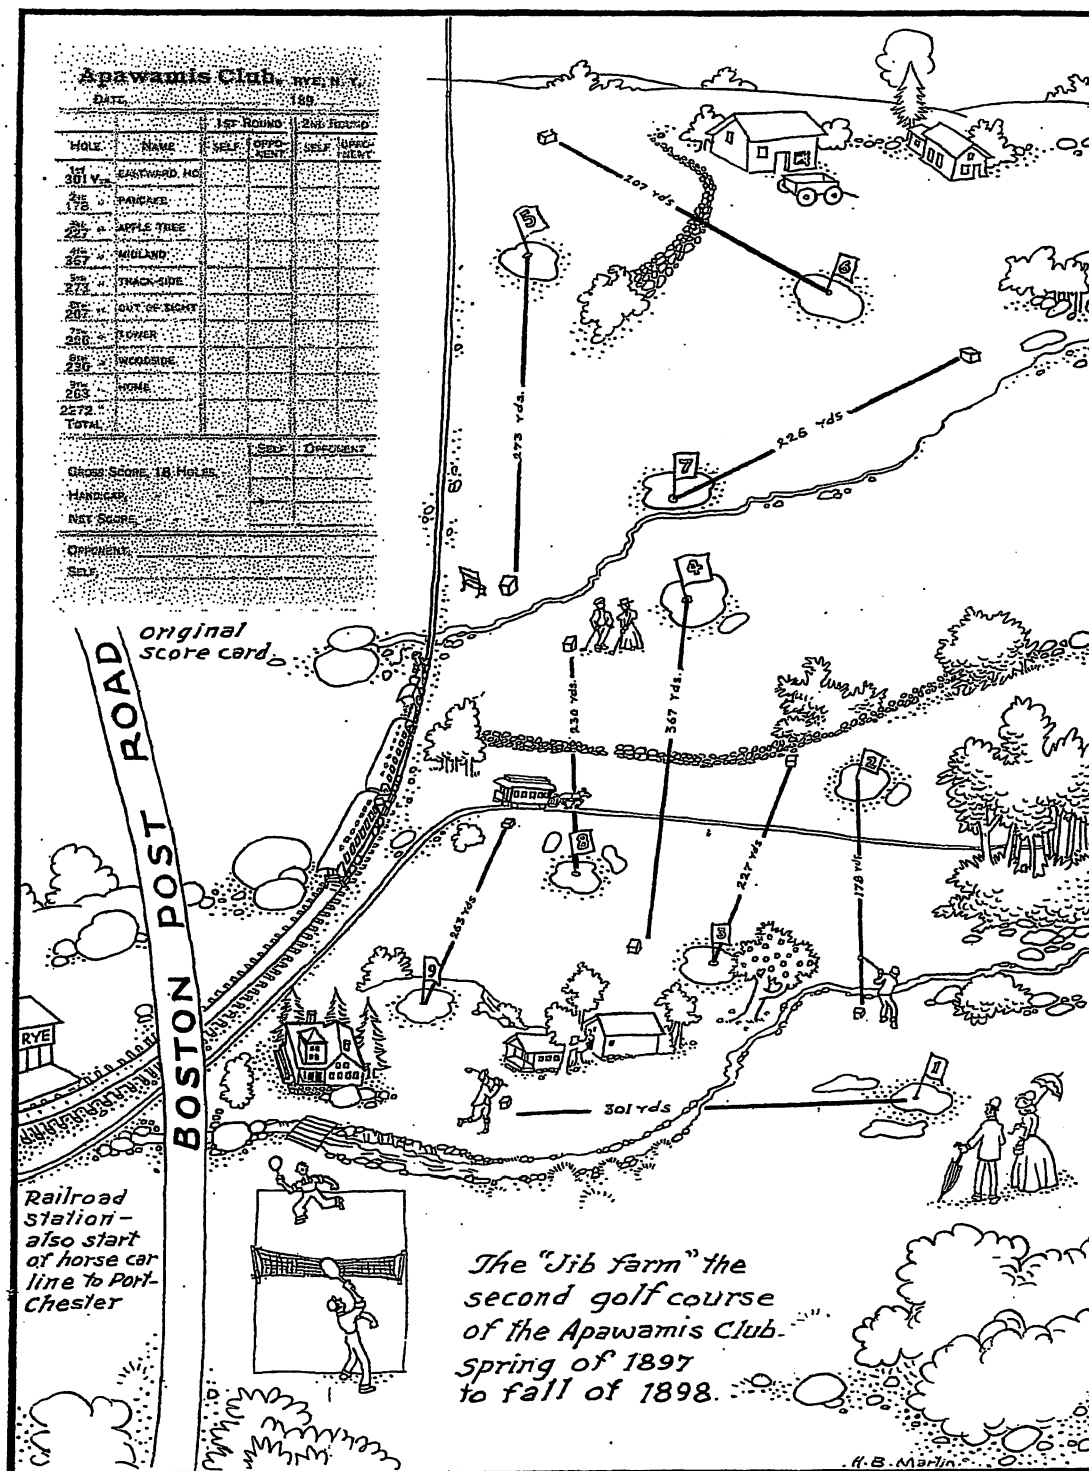 Apawamis Club. RYE, N. Y.
DATE, 189
1ST ROUND 2ND ROUND
HOLE. NAME SELF OPPO-NENT SELF OPPO-NENT
1st 301 Yds EASTWARD, HO
2nd 178 " PANCAKE
3rd 227 " APPLE TREE
4th 367 " MIDLAND
5th 273 " TRACK-SIDE
6th 207 " OUT OF SIGHT
7th 226 " TOWER
8th 230 " WOODSIDE
9th 263 " HOME
2272 "
TOTAL,
SELF OPPONENT
GROSS SCORE, 18 HOLES,
HANDICAP,
NET SCORE,
OPPONENT,
SELF,
original
score card
BOSTON POST ROAD
5
207 yds
6
273 yds.
226 yds
7
4
230 yds.
367 yds.
2
8
227 yds
178 yds
263 yds
3
9
RYE
1
301 yds
Railroad
station –
also start
of horse car
line to Port-
chester
The "Jib farm" the
second golf course
of the Apawamis Club.
spring of 1897
to fall of 1898.
H. B. Martin